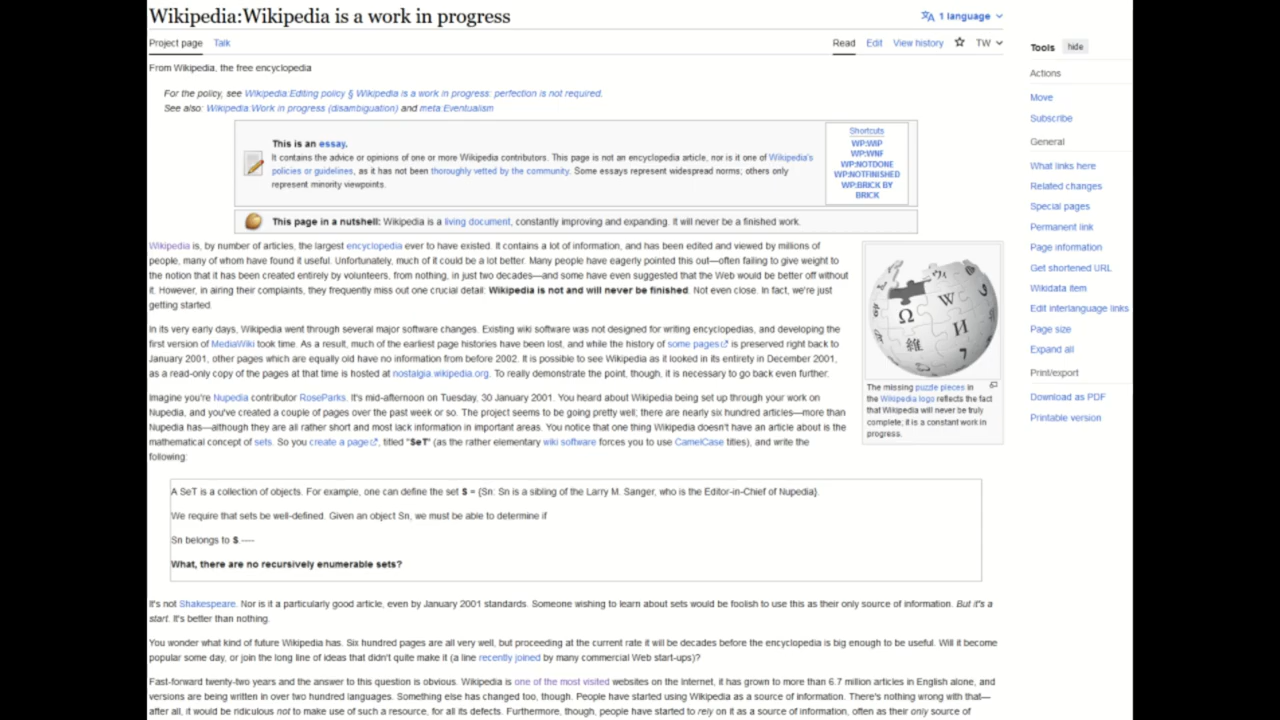 Wikipedia:Wikipedia is a work in progress
1 language
Project page Talk
Read Edit View history TW
From Wikipedia, the free encyclopedia
For the policy, see Wikipedia:Editing policy § Wikipedia is a work in progress: perfection is not required.
See also: Wikipedia:Work in progress (disambiguation) and meta:Eventualism
This is an essay.
It contains the advice or opinions of one or more Wikipedia contributors. This page is not an encyclopedia article, nor is it one of Wikipedia's
policies or guidelines, as it has not been thoroughly vetted by the community. Some essays represent widespread norms; others only
represent minority viewpoints.
Shortcuts
WP:WIP
WP:WNF
WP:NOTDONE
WP:NOTFINISHED
WP:BRICK BY
BRICK
This page in a nutshell: Wikipedia is a living document, constantly improving and expanding. It will never be a finished work.
Wikipedia is, by number of articles, the largest encyclopedia ever to have existed. It contains a lot of information, and has been edited and viewed by millions of
people, many of whom have found it useful. Unfortunately, much of it could be a lot better. Many people have eagerly pointed this out—often failing to give weight to
the notion that it has been created entirely by volunteers, from nothing, in just two decades—and some have even suggested that the Web would be better off without
it. However, in airing their complaints, they frequently miss out one crucial detail: Wikipedia is not and will never be finished. Not even close. In fact, we're just
getting started.
In its very early days, Wikipedia went through several major software changes. Existing wiki software was not designed for writing encyclopedias, and developing the
first version of MediaWiki took time. As a result, much of the earliest page histories have been lost, and while the history of some pages is preserved right back to
January 2001, other pages which are equally old have no information from before 2002. It is possible to see Wikipedia as it looked in its entirety in December 2001,
as a read-only copy of the pages at that time is hosted at nostalgia.wikipedia.org. To really demonstrate the point, though, it is necessary to go back even further.
Imagine you're Nupedia contributor RoseParks. It's mid-afternoon on Tuesday, 30 January 2001. You heard about Wikipedia being set up through your work on
Nupedia, and you've created a couple of pages over the past week or so. The project seems to be going pretty well; there are nearly six hundred articles—more than
Nupedia has—although they are all rather short and most lack information in important areas. You notice that one thing Wikipedia doesn't have an article about is the
mathematical concept of sets. So you create a page, titled "SeT" (as the rather elementary wiki software forces you to use CamelCase titles), and write the
following:
Ω W И 維 7
The missing puzzle pieces in
the Wikipedia logo reflects the fact
that Wikipedia will never be truly
complete; it is a constant work in
progress.
A SeT is a collection of objects. For example, one can define the set S = {Sn: Sn is a sibling of the Larry M. Sanger, who is the Editor-in-Chief of Nupedia}.
We require that sets be well-defined. Given an object Sn, we must be able to determine if
Sn belongs to S.----
What, there are no recursively enumerable sets?
It's not Shakespeare. Nor is it a particularly good article, even by January 2001 standards. Someone wishing to learn about sets would be foolish to use this as their only source of information. But it's a
start. It's better than nothing.
You wonder what kind of future Wikipedia has. Six hundred pages are all very well, but proceeding at the current rate it will be decades before the encyclopedia is big enough to be useful. Will it become
popular some day, or join the long line of ideas that didn't quite make it (a line recently joined by many commercial Web start-ups)?
Fast-forward twenty-two years and the answer to this question is obvious. Wikipedia is one of the most visited websites on the Internet, it has grown to more than 6.7 million articles in English alone, and
versions are being written in over two hundred languages. Something else has changed too, though. People have started using Wikipedia as a source of information. There's nothing wrong with that—
after all, it would be ridiculous not to make use of such a resource, for all its defects. Furthermore, though, people have started to rely on it as a source of information, often as their only source of
Tools hide
Actions
Move
Subscribe
General
What links here
Related changes
Special pages
Permanent link
Page information
Get shortened URL
Wikidata item
Edit interlanguage links
Page size
Expand all
Print/export
Download as PDF
Printable version